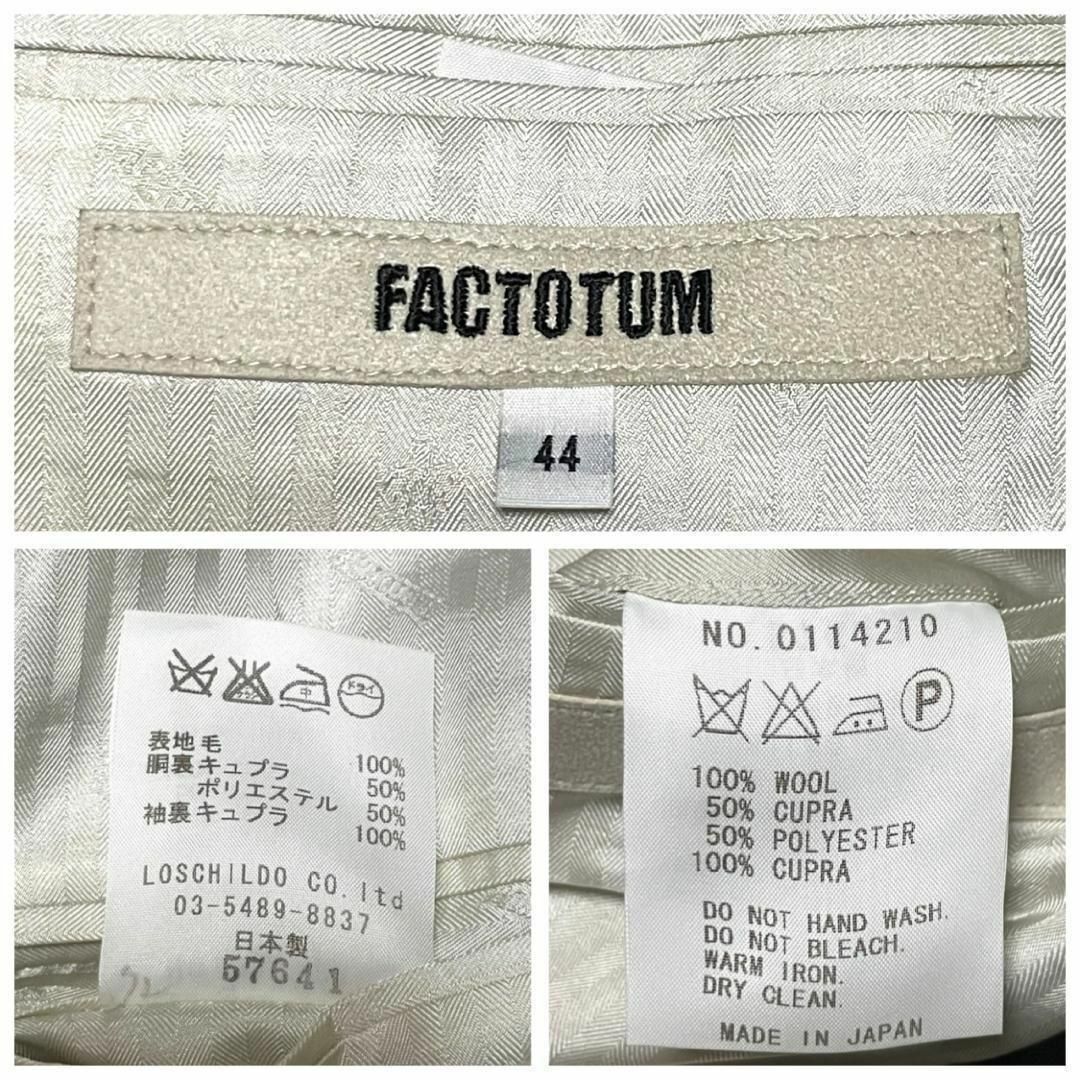 FACTOTUM
44
中
ドライ
表地 毛 100%
胴裏 キュプラ 50%
ポリエステル 50%
袖裏 キュプラ 100%
LOSCHILDO CO.ltd
03-5489-8837
日本製
57641
NO. 0114210
P
100% WOOL
50% CUPRA
50% POLYESTER
100% CUPRA
DO NOT HAND WASH.
DO NOT BLEACH.
WARM IRON.
DRY CLEAN.
MADE IN JAPAN